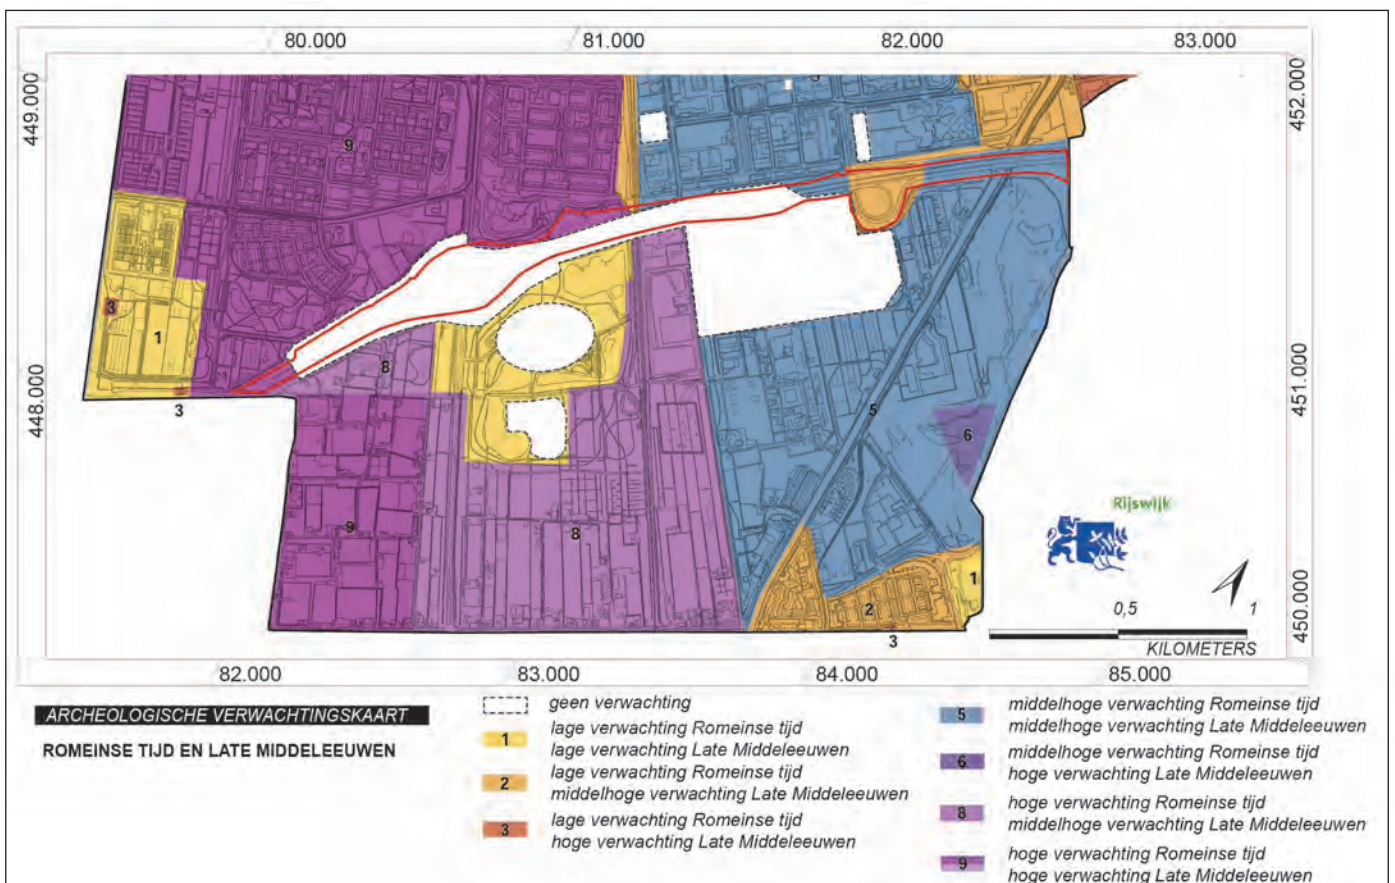 80.000 81.000 82.000 83.000
449.000
452.000
5
9
3
1
8
448.000
3
5
451.000
6
9
8
Rijswijk
1
2
450.000
0,5 1
3
KILOMETERS
82.000 83.000 84.000 85.000
ARCHEOLOGISCHE VERWACHTINGSKAART
ROMEINSE TIJD EN LATE MIDDELEEUWEN
geen verwachting
1 lage verwachting Romeinse tijd
lage verwachting Late Middeleeuwen
2 lage verwachting Romeinse tijd
middelhoge verwachting Late Middeleeuwen
3 lage verwachting Romeinse tijd
hoge verwachting Late Middeleeuwen
5 middelhoge verwachting Romeinse tijd
middelhoge verwachting Late Middeleeuwen
6 middelhoge verwachting Romeinse tijd
hoge verwachting Late Middeleeuwen
8 hoge verwachting Romeinse tijd
middelhoge verwachting Late Middeleeuwen
9 hoge verwachting Romeinse tijd
hoge verwachting Late Middeleeuwen